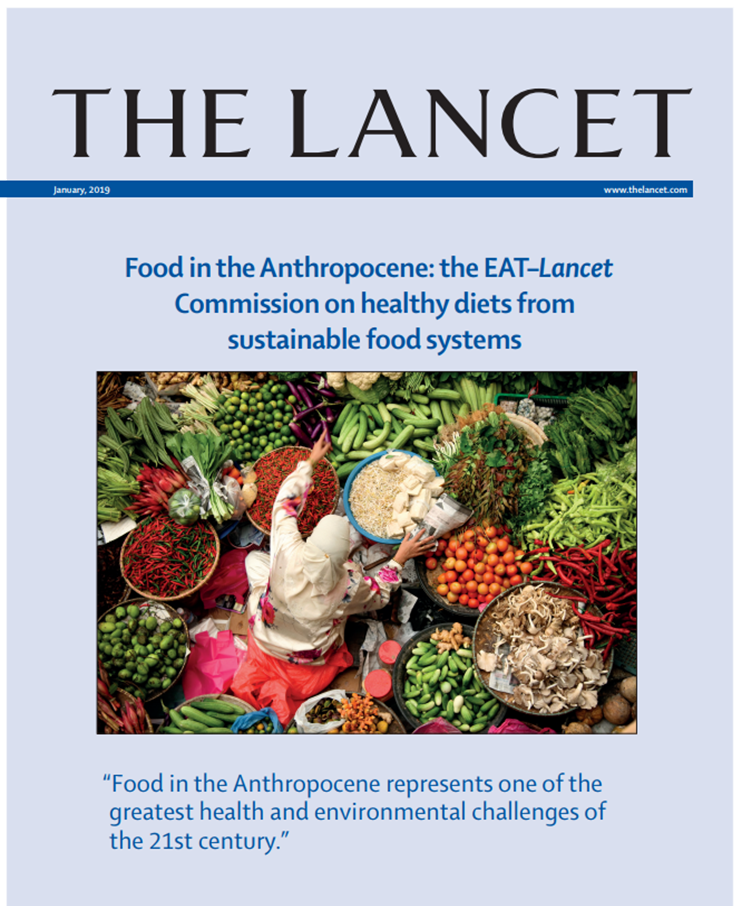 THE LANCET
January, 2019
www.thelancet.com
Food in the Anthropocene: the EAT–Lancet
Commission on healthy diets from
sustainable food systems
“Food in the Anthropocene represents one of the
greatest health and environmental challenges of
the 21st century.”